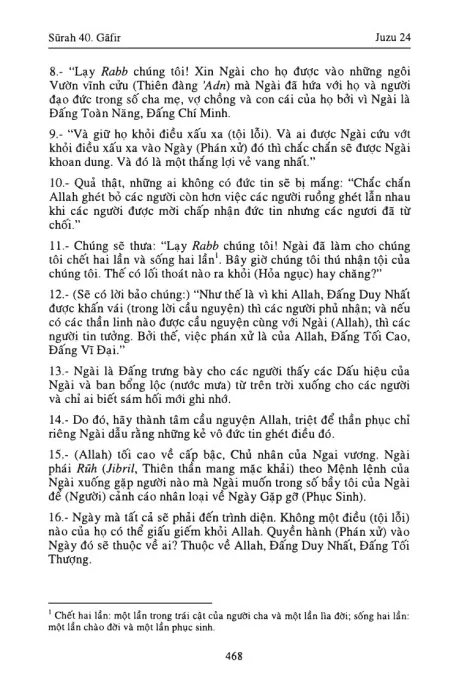 Sūrah 40. Gāfir Juzu 24
8.- “Lạy Rabb chúng tôi! Xin Ngài cho họ được vào những ngôi
Vườn vĩnh cửu (Thiên đàng 'Adn) mà Ngài đã hứa với họ và người
đạo đức trong số cha mẹ, vợ chồng và con cái của họ bởi vì Ngài là
Đấng Toàn Năng, Đấng Chí Minh.
9.- “Và giữ họ khỏi điều xấu xa (tội lỗi). Và ai được Ngài cứu vớt
khỏi điều xấu xa vào Ngày (Phán xử) đó thì chắc chắn sẽ được Ngài
khoan dung. Và đó là một thắng lợi vẻ vang nhất.”
10.- Quả thật, những ai không có đức tin sẽ bị mắng: “Chắc chắn
Allah ghét bỏ các người còn hơn việc các người ruồng ghét lẫn nhau
khi các người được mời chấp nhận đức tin nhưng các ngươi đã từ
chối.”
11.- Chúng sẽ thưa: “Lạy Rabb chúng tôi! Ngài đã làm cho chúng
tôi chết hai lần và sống hai lần¹. Bây giờ chúng tôi thú nhận tội của
chúng tôi. Thế có lối thoát nào ra khỏi (Hỏa ngục) hay chăng?”
12.- (Sẽ có lời bảo chúng:) “Như thế là vì khi Allah, Đấng Duy Nhất
được khấn vái (trong lời cầu nguyện) thì các người phủ nhận; và nếu
có các thần linh nào được cầu nguyện cùng với Ngài (Allah), thì các
người tin tưởng. Bởi thế, việc phán xử là của Allah, Đấng Tối Cao,
Đấng Vĩ Đại.”
13.- Ngài là Đấng trưng bày cho các người thấy các Dấu hiệu của
Ngài và ban bổng lộc (nước mưa) từ trên trời xuống cho các người
và chỉ ai biết sám hối mới ghi nhớ.
14.- Do đó, hãy thành tâm cầu nguyện Allah, triệt để thần phục chỉ
riêng Ngài dẫu rằng những kẻ vô đức tin ghét điều đó.
15.- (Allah) tối cao về cấp bậc, Chủ nhân của Ngai vương. Ngài
phái Rūh (Jibril, Thiên thần mang mặc khải) theo Mệnh lệnh của
Ngài xuống gặp người nào mà Ngài muốn trong số bầy tôi của Ngài
để (Người) cảnh cáo nhân loại về Ngày Gặp gỡ (Phục Sinh).
16.- Ngày mà tất cả sẽ phải đến trình diện. Không một điều (tội lỗi)
nào của họ có thể giấu giếm khỏi Allah. Quyền hành (Phán xử) vào
Ngày đó sẽ thuộc về ai? Thuộc về Allah, Đấng Duy Nhất, Đấng Tối
Thượng.
¹ Chết hai lần: một lần trong trái cật của người cha và một lần lìa đời; sống hai lần:
một lần chào đời và một lần phục sinh.
468